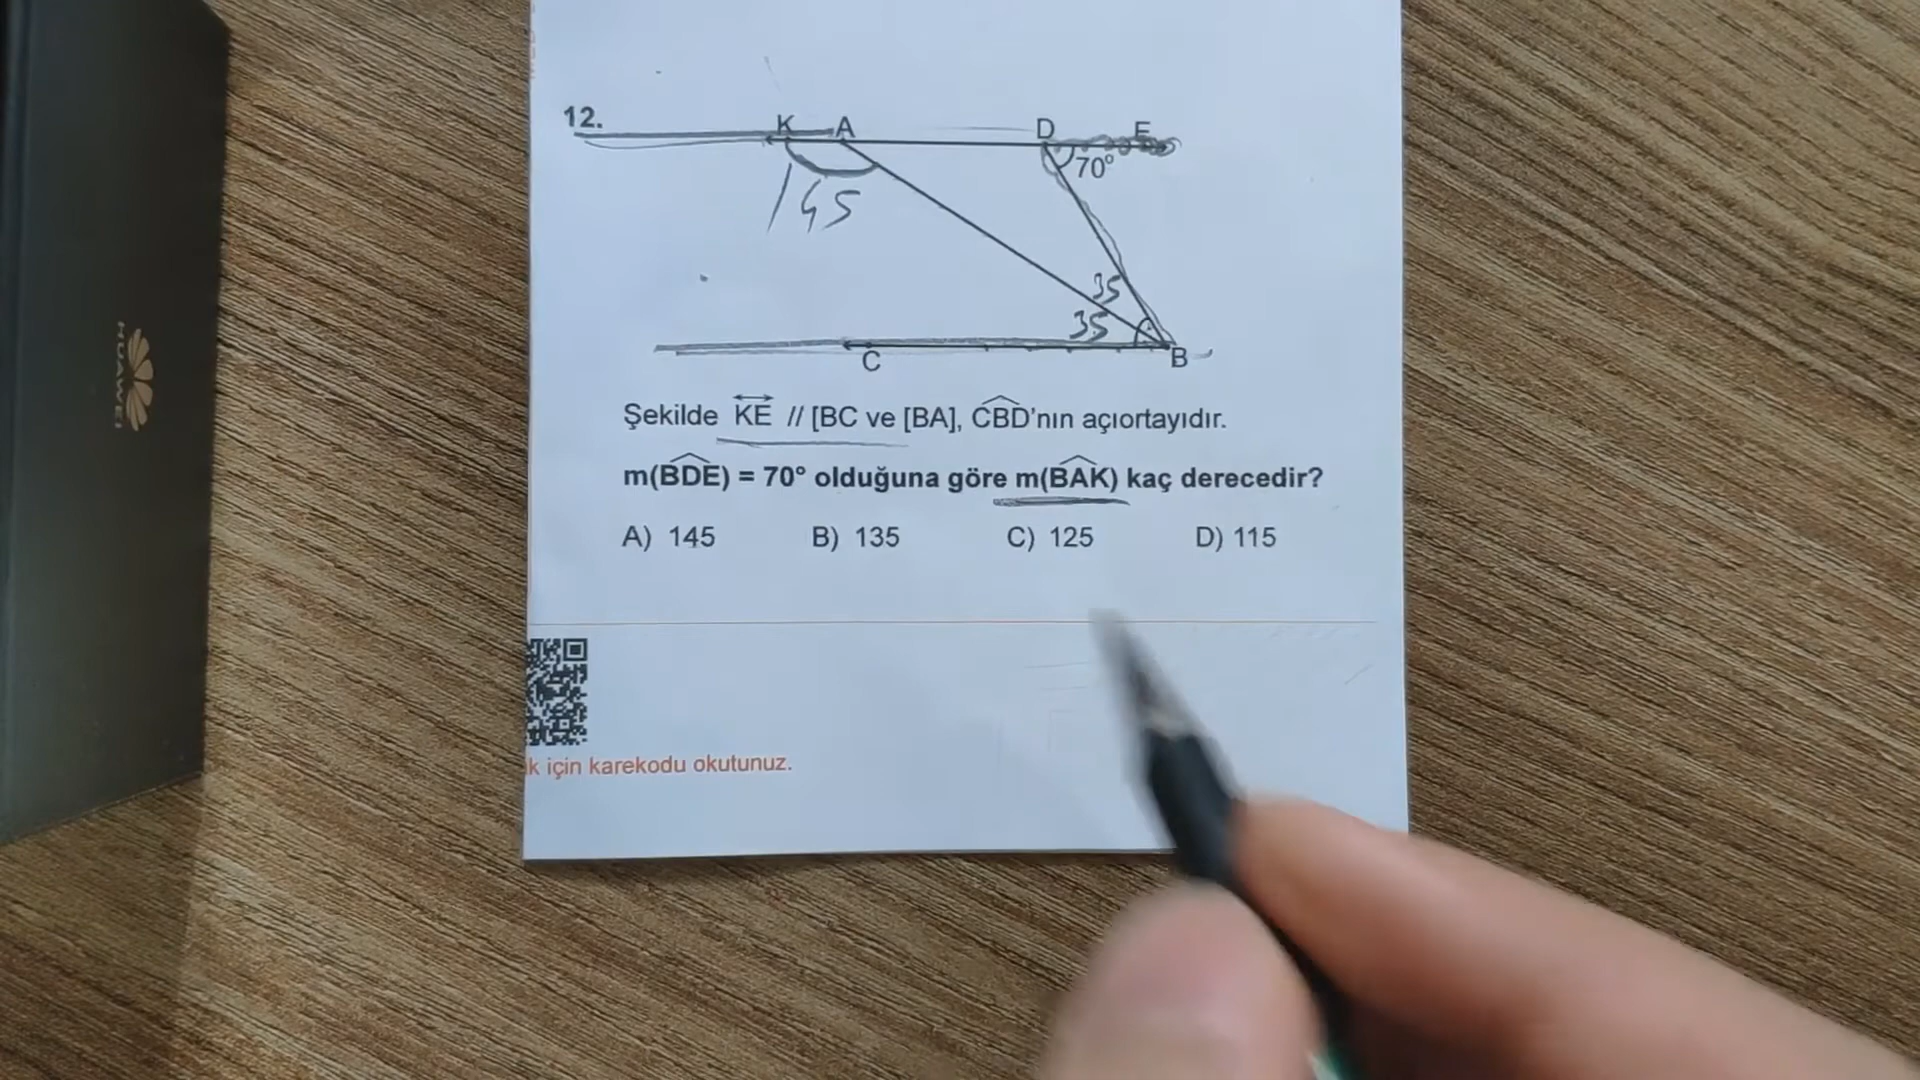 12.
K A D E
70°
145
35
35
C B
Şekilde KE // [BC ve [BA], CBD'nın açıortayıdır.
m(BDE) = 70° olduğuna göre m(BAK) kaç derecedir?
A) 145 B) 135 C) 125 D) 115
k için karekodu okutunuz.
HUAWEI